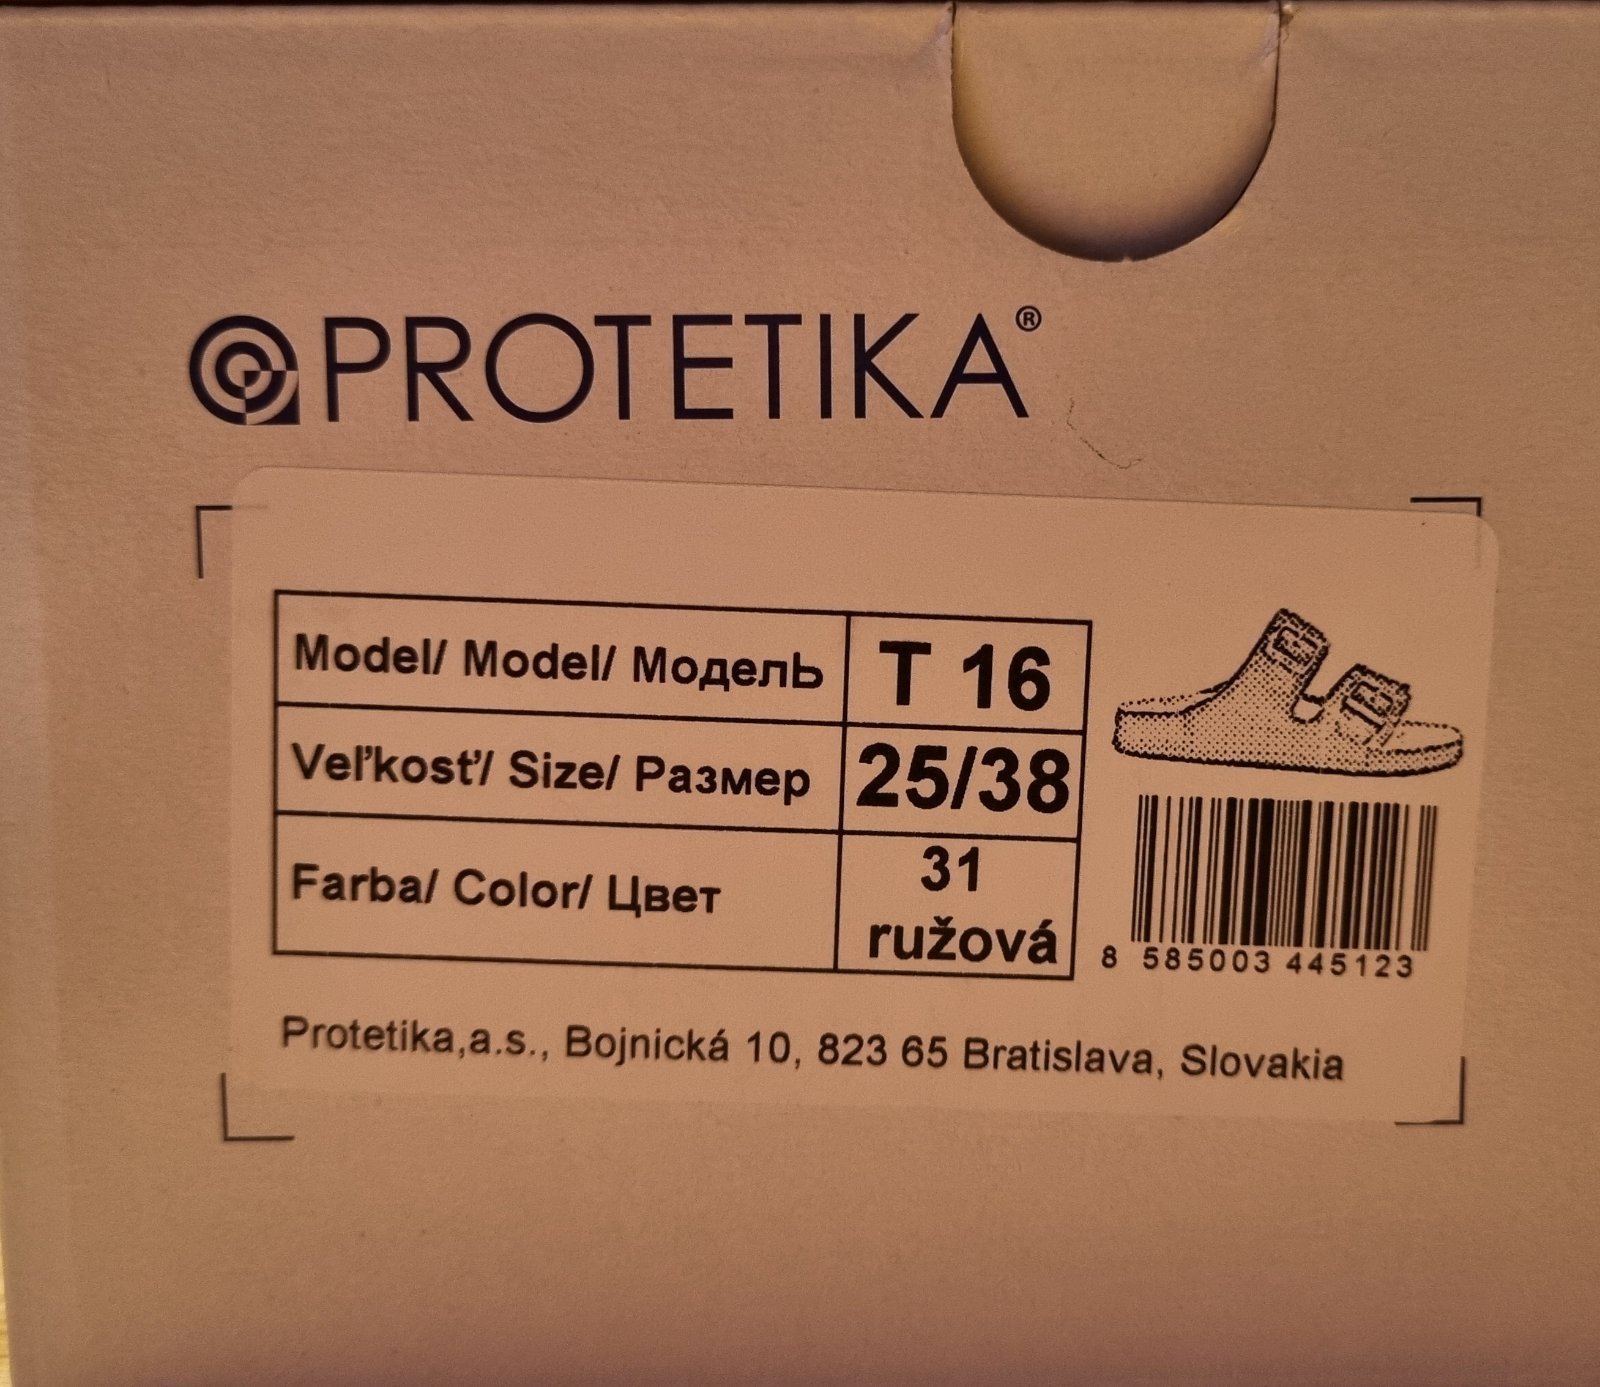 PROTETIKA®
Model/ Model/ Модель T 16
Veľkosť/ Size/ Размер 25/38
Farba/ Color/ Цвет 31 ružová
8 585003 445123
Protetika,a.s., Bojnická 10, 823 65 Bratislava, Slovakia